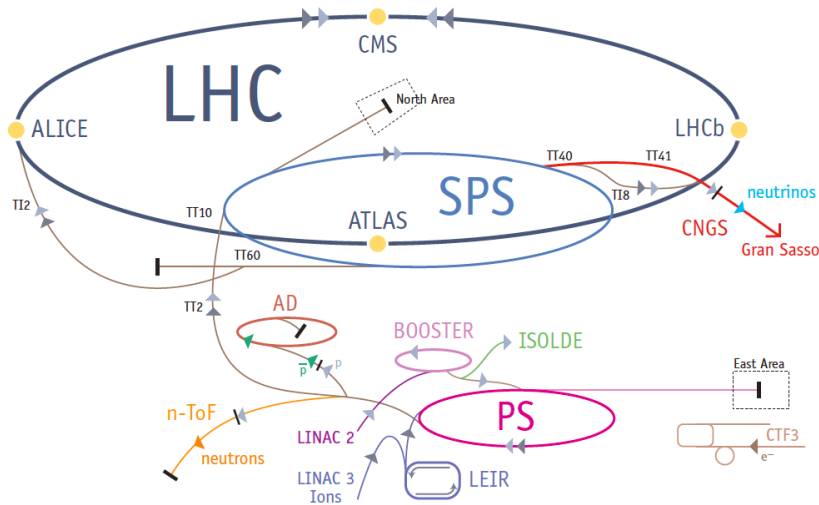 CMS
LHC
North Area
ALICE
LHCb
TT40
TT41
SPS
TI8
neutrinos
TI2
TT10
ATLAS
CNGS
Gran Sasso
TT60
TT2
AD
BOOSTER
ISOLDE
p
p̅
East Area
n-ToF
PS
LINAC 2
neutrons
CTF3
e⁻
LINAC 3
Ions
LEIR